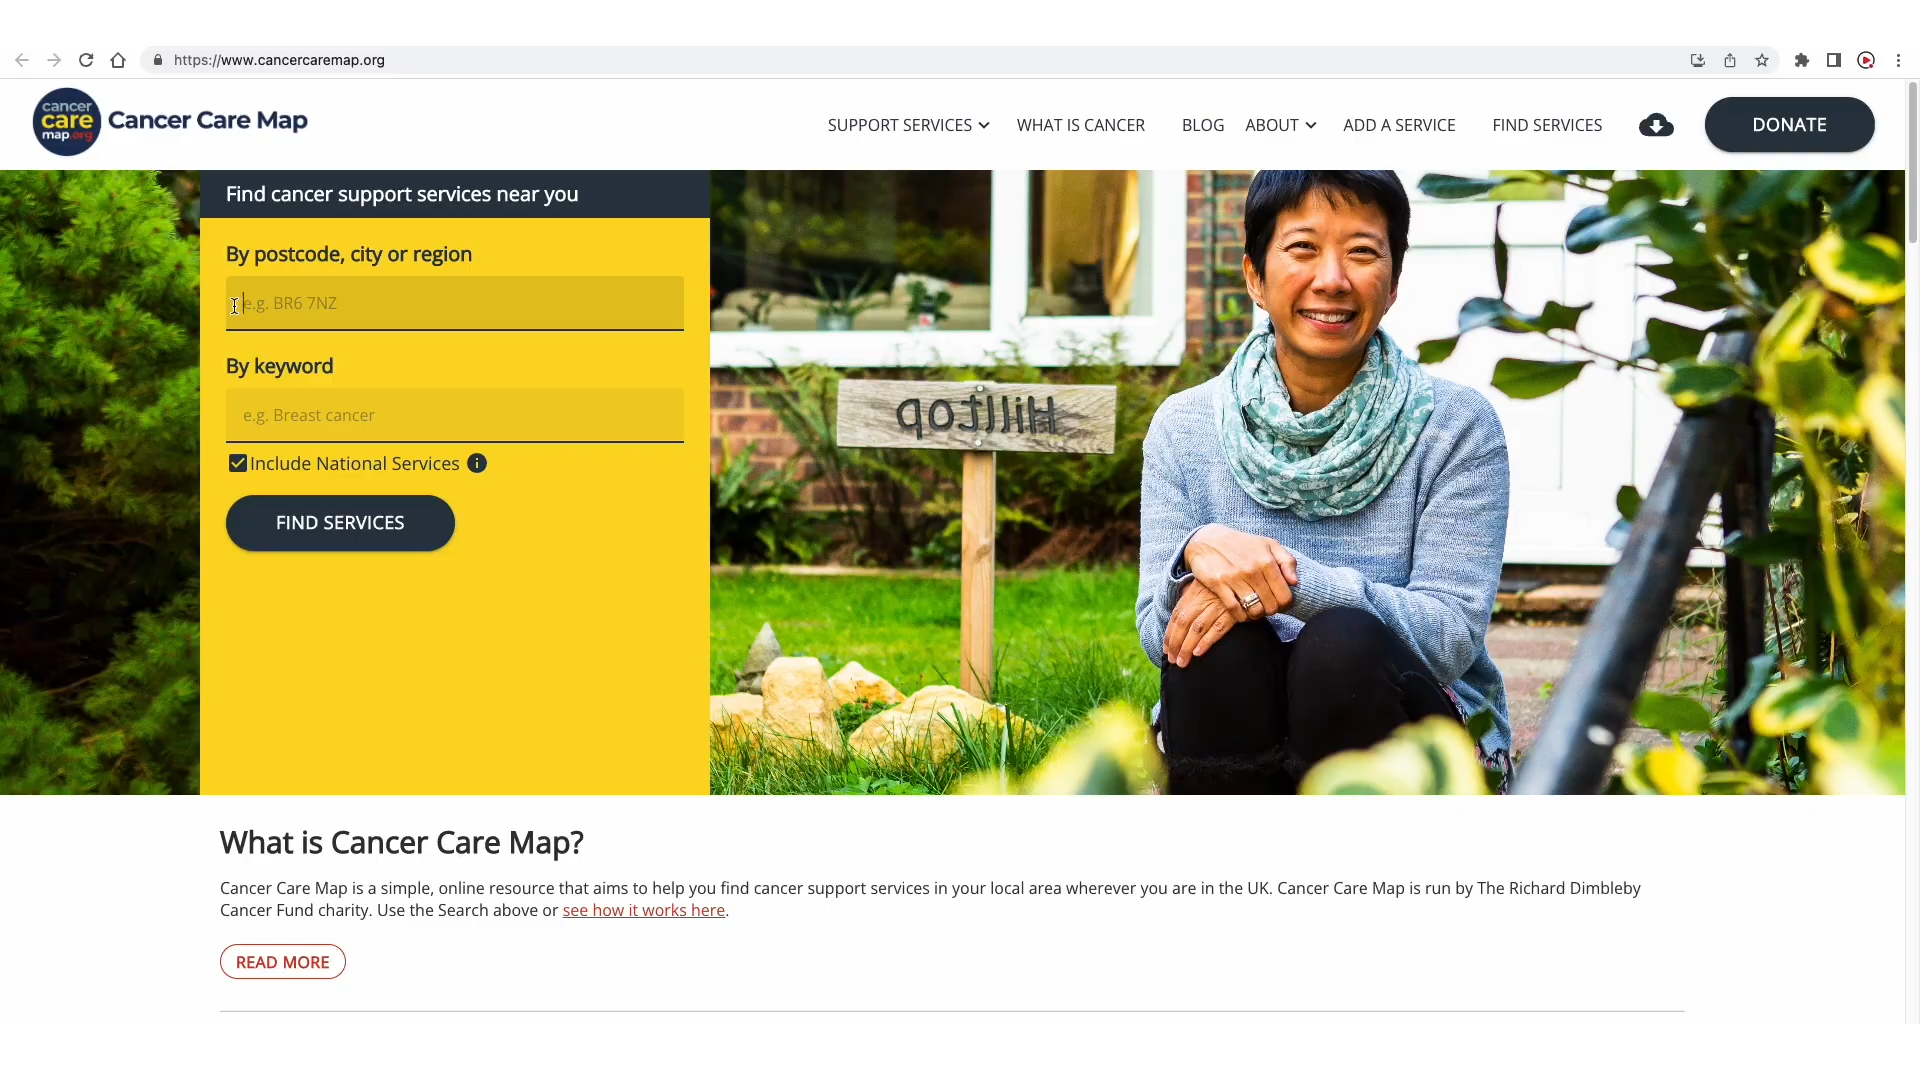 https://www.cancercaremap.org
cancer
care
map.org
Cancer Care Map
SUPPORT SERVICES
WHAT IS CANCER
BLOG
ABOUT
ADD A SERVICE
FIND SERVICES
DONATE
Find cancer support services near you
By postcode, city or region
e.g. BR6 7NZ
By keyword
e.g. Breast cancer
Include National Services
FIND SERVICES
Hilltop
What is Cancer Care Map?
Cancer Care Map is a simple, online resource that aims to help you find cancer support services in your local area wherever you are in the UK. Cancer Care Map is run by The Richard Dimbleby
Cancer Fund charity. Use the Search above or see how it works here.
READ MORE